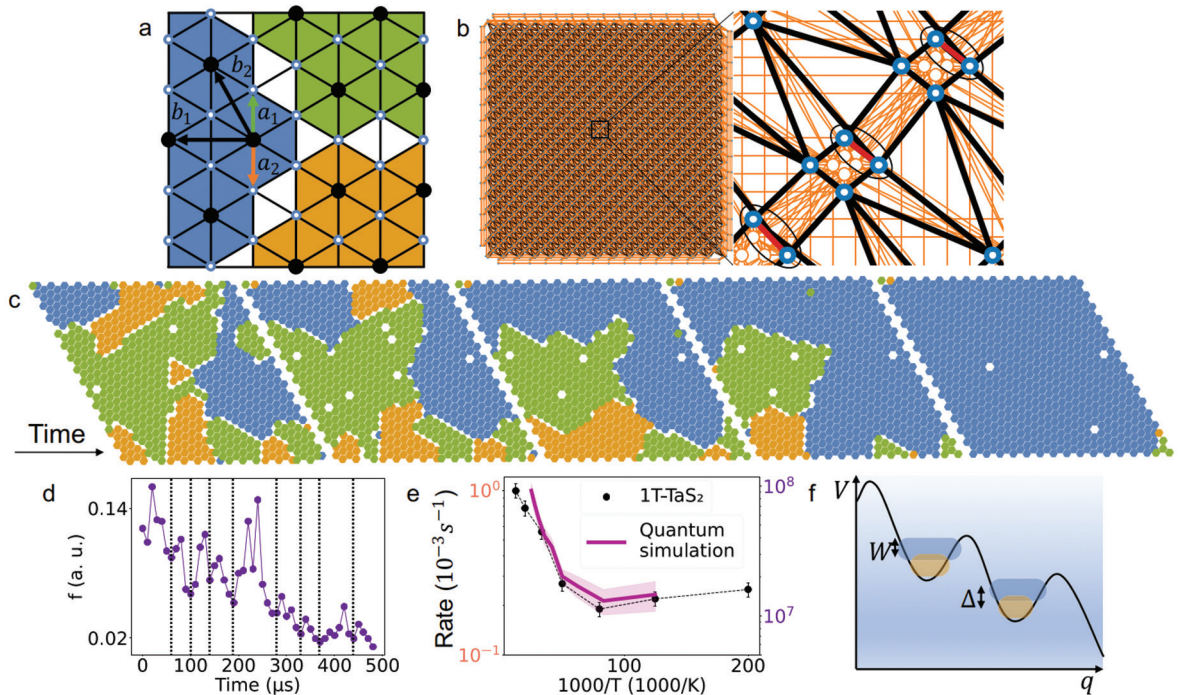 a
b₂
b₁
a₁
a₂
b
c
Time
d
0.14
0.02
f (a. u.)
0
100
200
300
400
500
Time (μs)
e
10⁰
10⁻¹
Rate (10⁻³s⁻¹)
1T-TaS₂
Quantum
simulation
10⁸
10⁷
100
200
1000/T (1000/K)
f
V
W
Δ
q